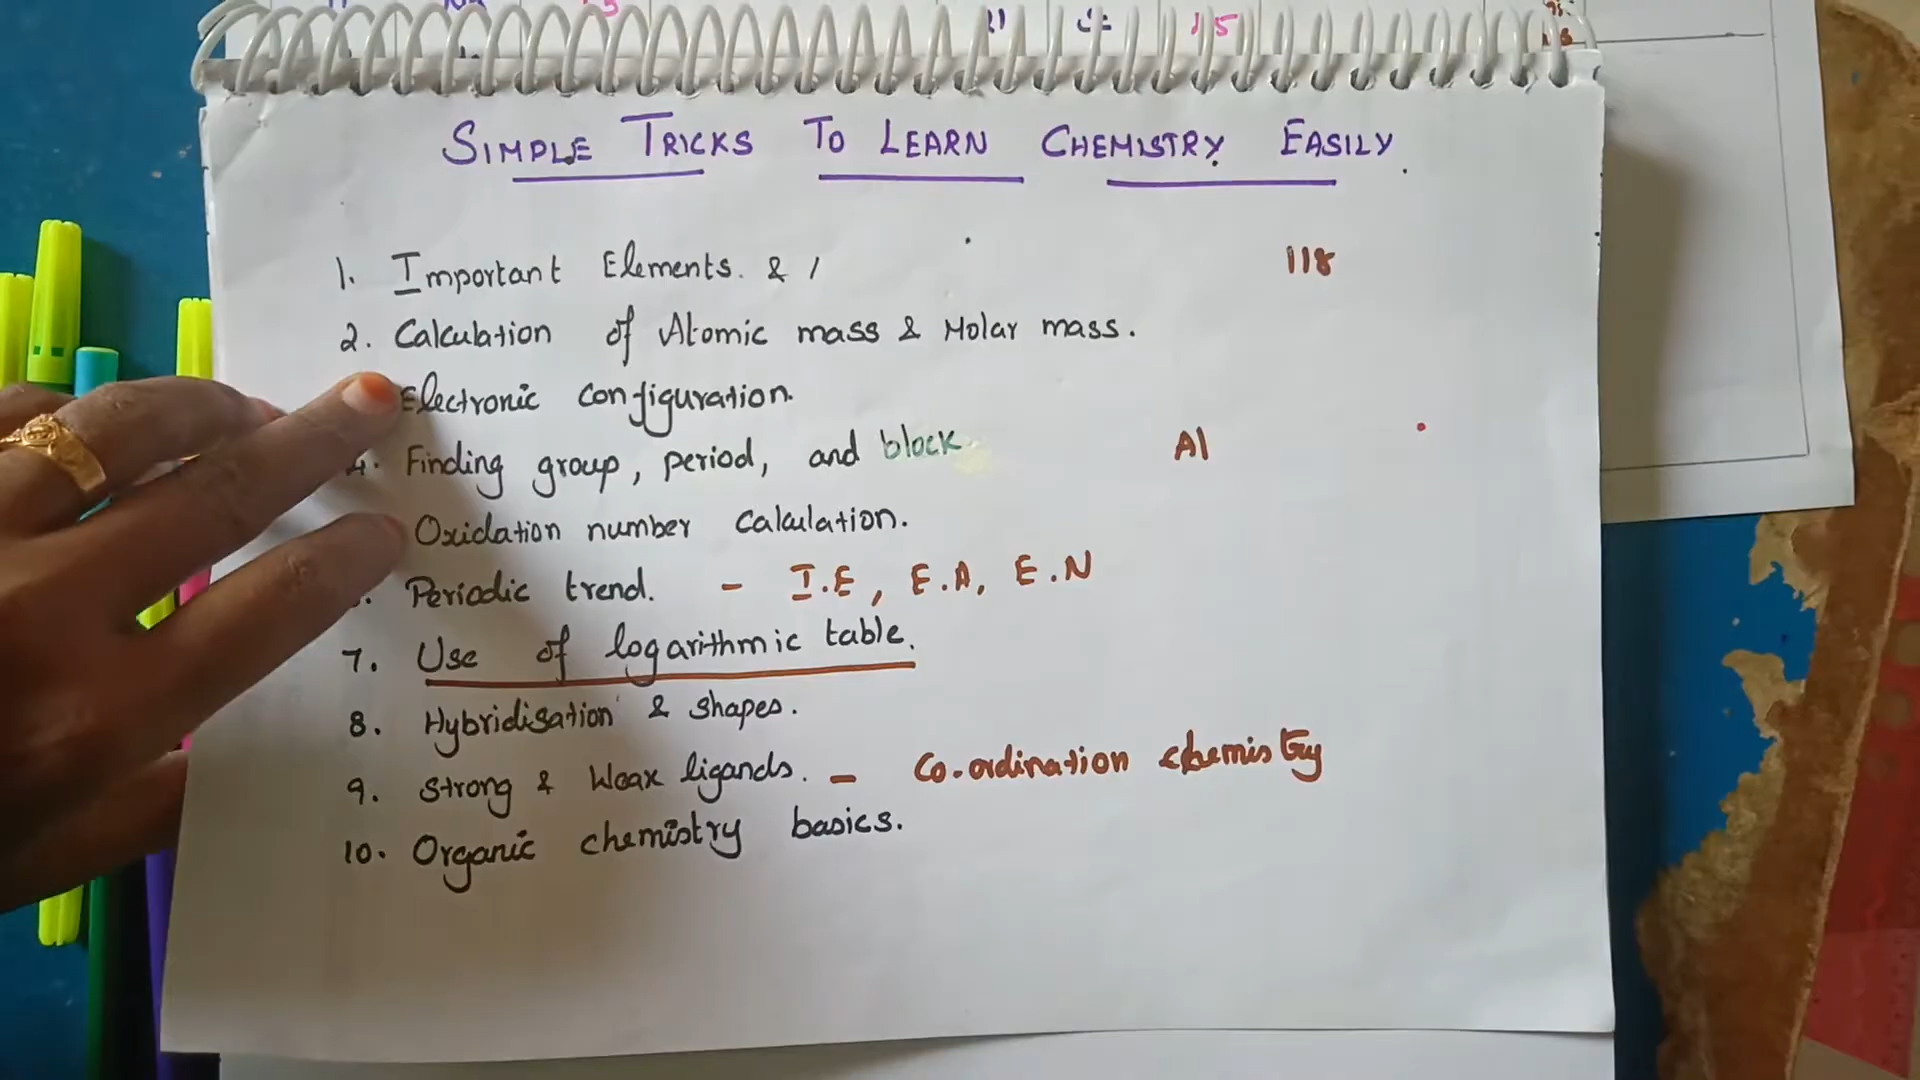 15
SIMPLE TRICKS TO LEARN CHEMISTRY EASILY.
1. Important Elements. & 118
2. Calculation of Atomic mass & Molar mass.
Electronic configuration.
4. Finding group, period, and block Al
Oxidation number calculation.
Periodic trend. - I.E, E.A, E.N
7. Use of logarithmic table.
8. Hybridisation & shapes.
9. Strong & Weak ligands. - Co-ordination chemistry
10. Organic chemistry basics.